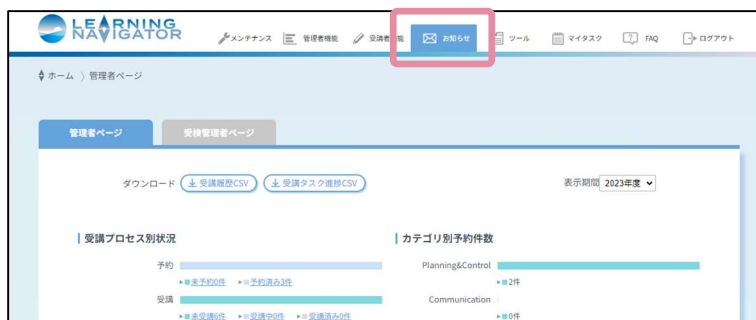 LEARNING
NAVIGATOR
メンテナンス 管理者機能 受講者 能 お知らせ ツール マイタスク FAQ ログアウト
ホーム 〉管理者ページ
管理者ページ 受検管理者ページ
ダウンロード 受講履歴CSV 受講タスク進捗CSV 表示期間 2023年度
受講プロセス別状況 カテゴリ別予約件数
予約 Planning&Control
未予約0件 予約済み3件 2件
受講 Communication
未受講6件 受講中0件 受講済み0件 0件